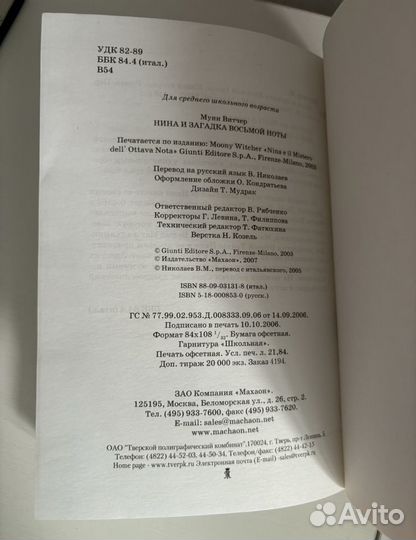 УДК 82-89
ББК 84.4 (итал.)
В54
Для среднего школьного возраста
Муни Витчер
НИНА И ЗАГАДКА ВОСЬМОЙ НОТЫ
Печатается по изданию: Moony Witcher «Nina e il Mistero
dell' Ottava Nota» Giunti Editore S.p.A., Firenze-Milano, 2003
Перевод на русский язык В. Николаев
Оформление обложки О. Кондратьева
Дизайн Т. Мудрак
Ответственный редактор В. Рябченко
Корректоры Г. Левина, Т. Филиппова
Технический редактор Т. Фатюхина
Верстка Н. Козель
© Giunti Editore S.p.A., Firenze-Milano, 2003
© Издательство «Махаон», 2007
© Николаев В.М., перевод с итальянского, 2005
ISBN 88-09-03131-8 (итал.)
ISBN 5-18-000853-0 (русск.)
ГС № 77.99.02.953.Д.008333.09.06 от 14.09.2006.
Подписано в печать 10.10.2006.
Формат 84x108 1/32. Бумага офсетная.
Гарнитура «Школьная».
Печать офсетная. Усл. печ. л. 21,84.
Доп. тираж 20 000 экз. Заказ 4194.
ЗАО Компания «Махаон».
125195, Москва, Беломорская ул., д. 26, стр. 2.
Тел. (495) 933-7600, факс (495) 933-7620.
E-mail: sales@machaon.net
www.machaon.net
ОАО "Тверской полиграфический комбинат".170024, г. Тверь, пр-т Ленина, 5
Телефон: (4822) 44-52-03, 44-50-34, Телефон/факс: (4822) 44-42-15
Home page - www.tverpk.ru Электронная почта (E-mail) -sales@tverpk.ru
Avito